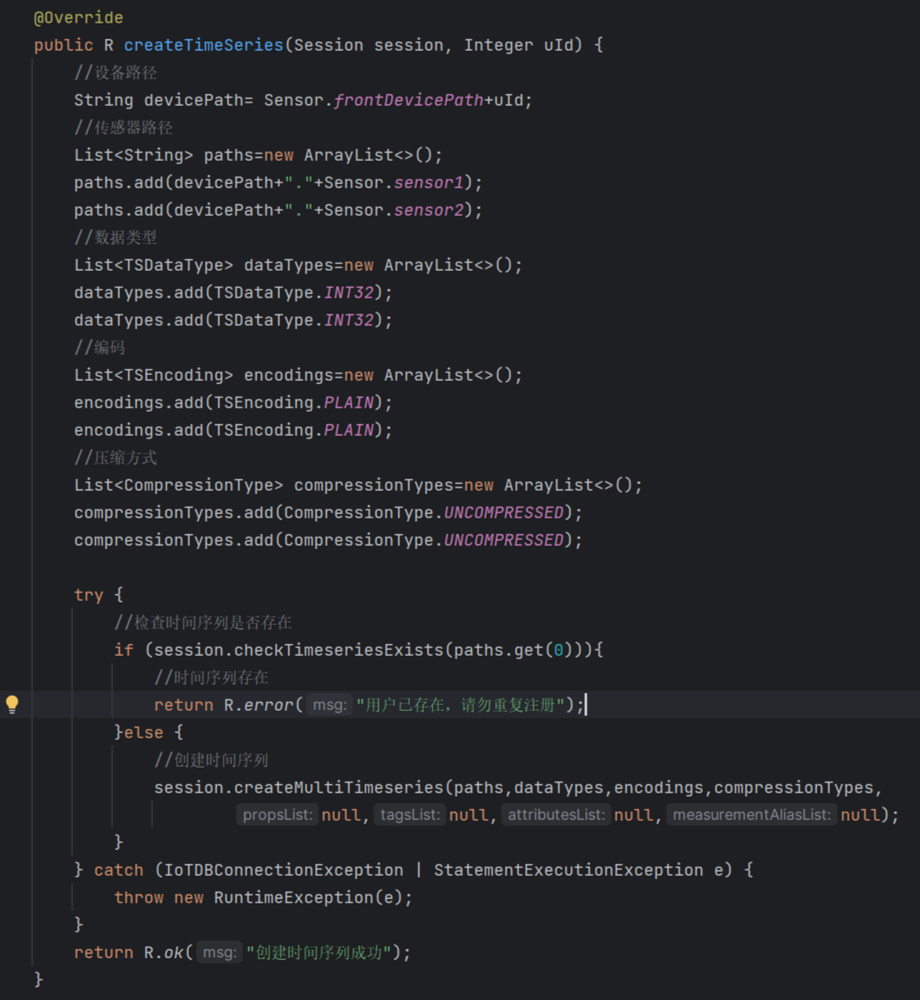 @Override
public R createTimeSeries(Session session, Integer uId) {
//设备路径
String devicePath= Sensor.frontDevicePath+uId;
//传感器路径
List<String> paths=new ArrayList<>();
paths.add(devicePath+"."+Sensor.sensor1);
paths.add(devicePath+"."+Sensor.sensor2);
//数据类型
List<TSDataType> dataTypes=new ArrayList<>();
dataTypes.add(TSDataType.INT32);
dataTypes.add(TSDataType.INT32);
//编码
List<TSEncoding> encodings=new ArrayList<>();
encodings.add(TSEncoding.PLAIN);
encodings.add(TSEncoding.PLAIN);
//压缩方式
List<CompressionType> compressionTypes=new ArrayList<>();
compressionTypes.add(CompressionType.UNCOMPRESSED);
compressionTypes.add(CompressionType.UNCOMPRESSED);
try {
//检查时间序列是否存在
if (session.checkTimeseriesExists(paths.get(0))){
//时间序列存在
return R.error( msg: "用户已存在，请勿重复注册");
}else {
//创建时间序列
session.createMultiTimeseries(paths,dataTypes,encodings,compressionTypes,
propsList: null, tagsList: null, attributesList: null, measurementAliasList: null);
}
} catch (IoTDBConnectionException | StatementExecutionException e) {
throw new RuntimeException(e);
}
return R.ok( msg: "创建时间序列成功");
}